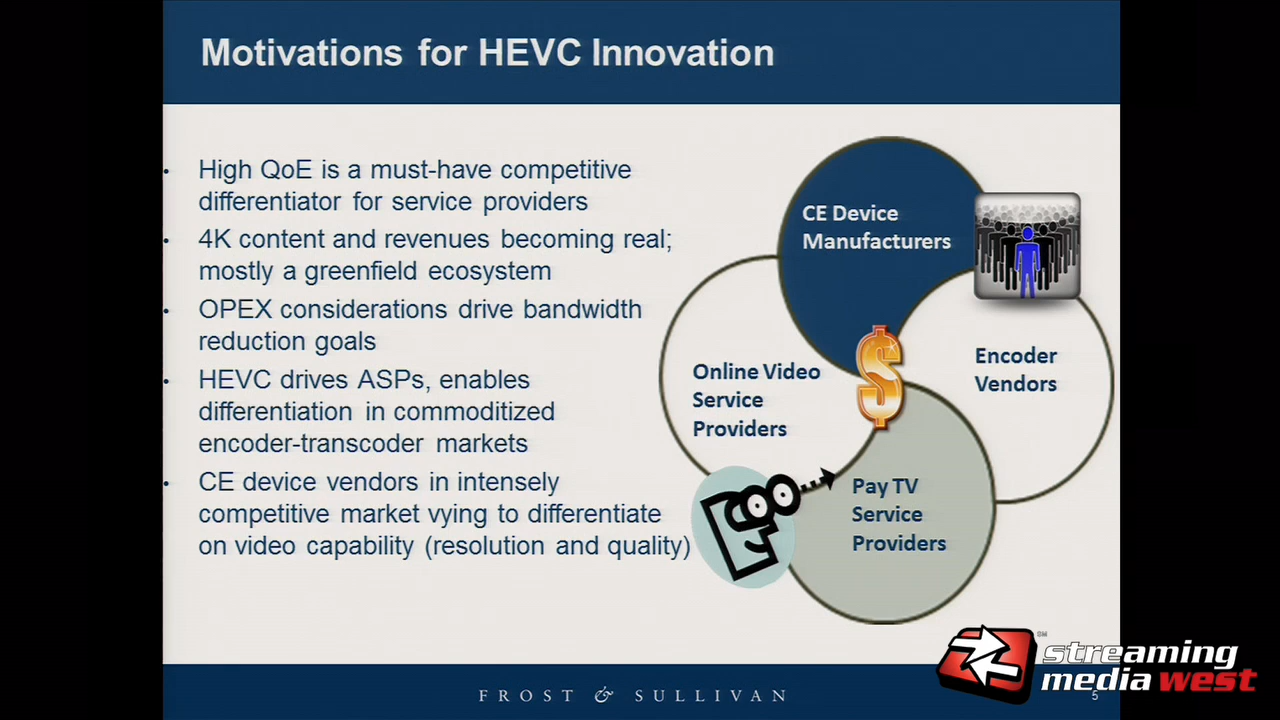 Motivations for HEVC Innovation
• High QoE is a must-have competitive
differentiator for service providers
• 4K content and revenues becoming real;
mostly a greenfield ecosystem
• OPEX considerations drive bandwidth
reduction goals
• HEVC drives ASPs, enables
differentiation in commoditized
encoder-transcoder markets
• CE device vendors in intensely
competitive market vying to differentiate
on video capability (resolution and quality)
CE Device
Manufacturers
Encoder
Vendors
$
Online Video
Service
Providers
Pay TV
Service
Providers
FROST & SULLIVAN
5
streaming
media west
SM